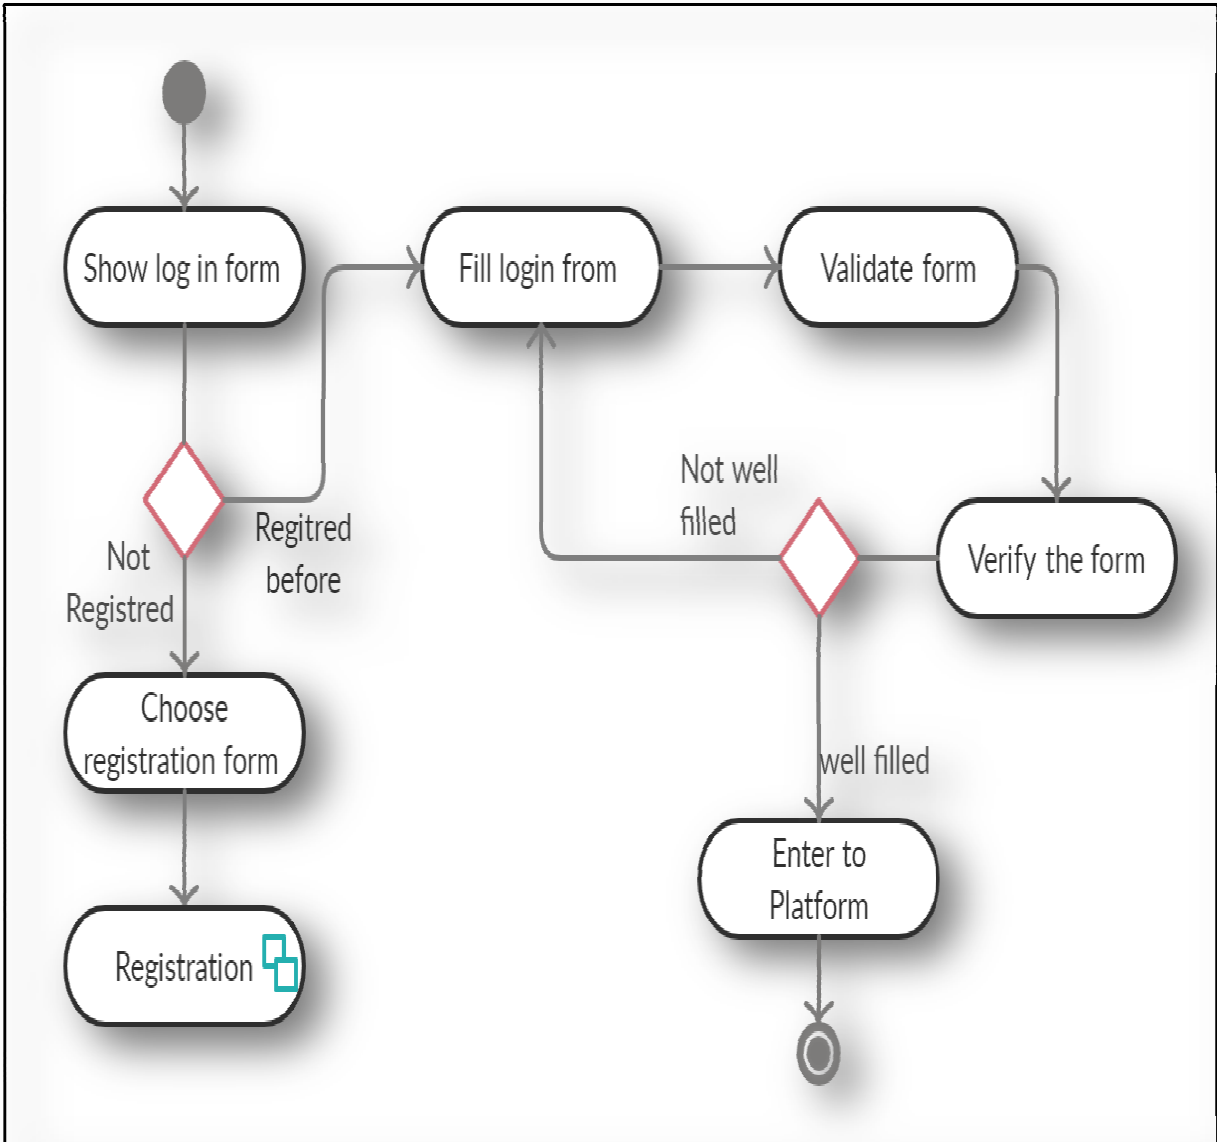 Show log in form
Fill login from
Validate form
Not well
filled
Regitred
before
Not
Registred
Verify the form
Choose
registration form
well filled
Enter to
Platform
Registration